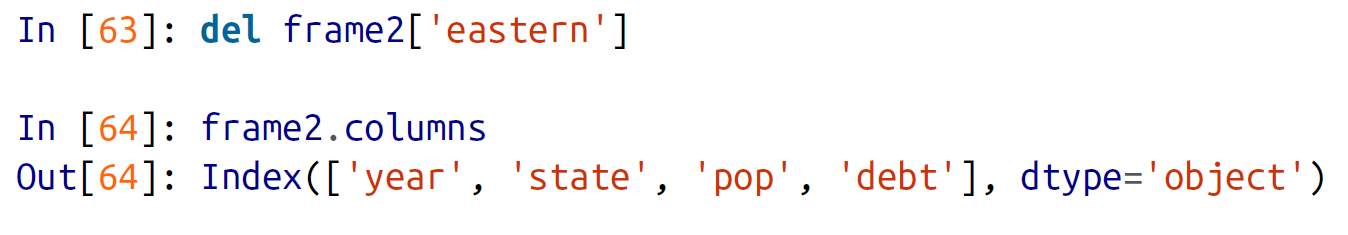 In [63]: del frame2['eastern']
In [64]: frame2.columns
Out[64]: Index(['year', 'state', 'pop', 'debt'], dtype='object')